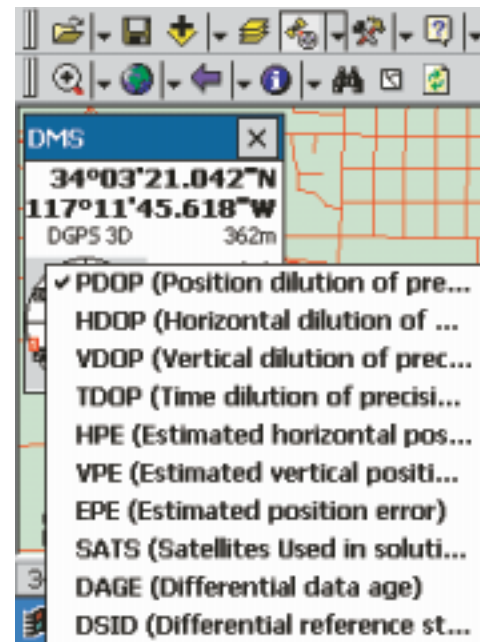 DMS
34°03'21.042"N
117°11'45.618"W
DGPS 3D 362m
PDOP (Position dilution of pre...
HDOP (Horizontal dilution of ...
VDOP (Vertical dilution of prec...
TDOP (Time dilution of precisi...
HPE (Estimated horizontal pos...
VPE (Estimated vertical positi...
EPE (Estimated position error)
SATS (Satellites Used in soluti...
DAGE (Differential data age)
DSID (Differential reference st...